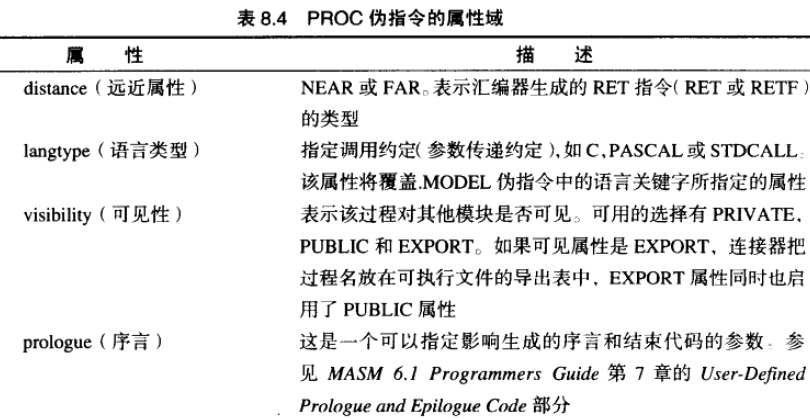 表 8.4 PROC 伪指令的属性域
属 性 描 述
distance（远近属性） NEAR 或 FAR。表示汇编器生成的 RET 指令( RET 或 RETF )
的类型
langtype（语言类型） 指定调用约定( 参数传递约定 ),如 C,PASCAL 或 STDCALL。
该属性将覆盖.MODEL 伪指令中的语言关键字所指定的属性
visibility（可见性） 表示该过程对其他模块是否可见。可用的选择有 PRIVATE,
PUBLIC 和 EXPORT。如果可见属性是 EXPORT，连接器把
过程名放在可执行文件的导出表中，EXPORT 属性同时也启
用了 PUBLIC 属性
prologue（序言） 这是一个可以指定影响生成的序言和结束代码的参数。参
见 MASM 6.1 Programmers Guide 第 7 章的 User-Defined
Prologue and Epilogue Code 部分